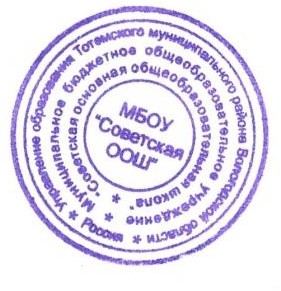 * Россия * Управление образования Тотемского муниципального района Вологодской области
* Муниципальное бюджетное общеобразовательное учреждение
"Советская основная общеобразовательная школа" *
МБОУ
"Советская
ООШ"